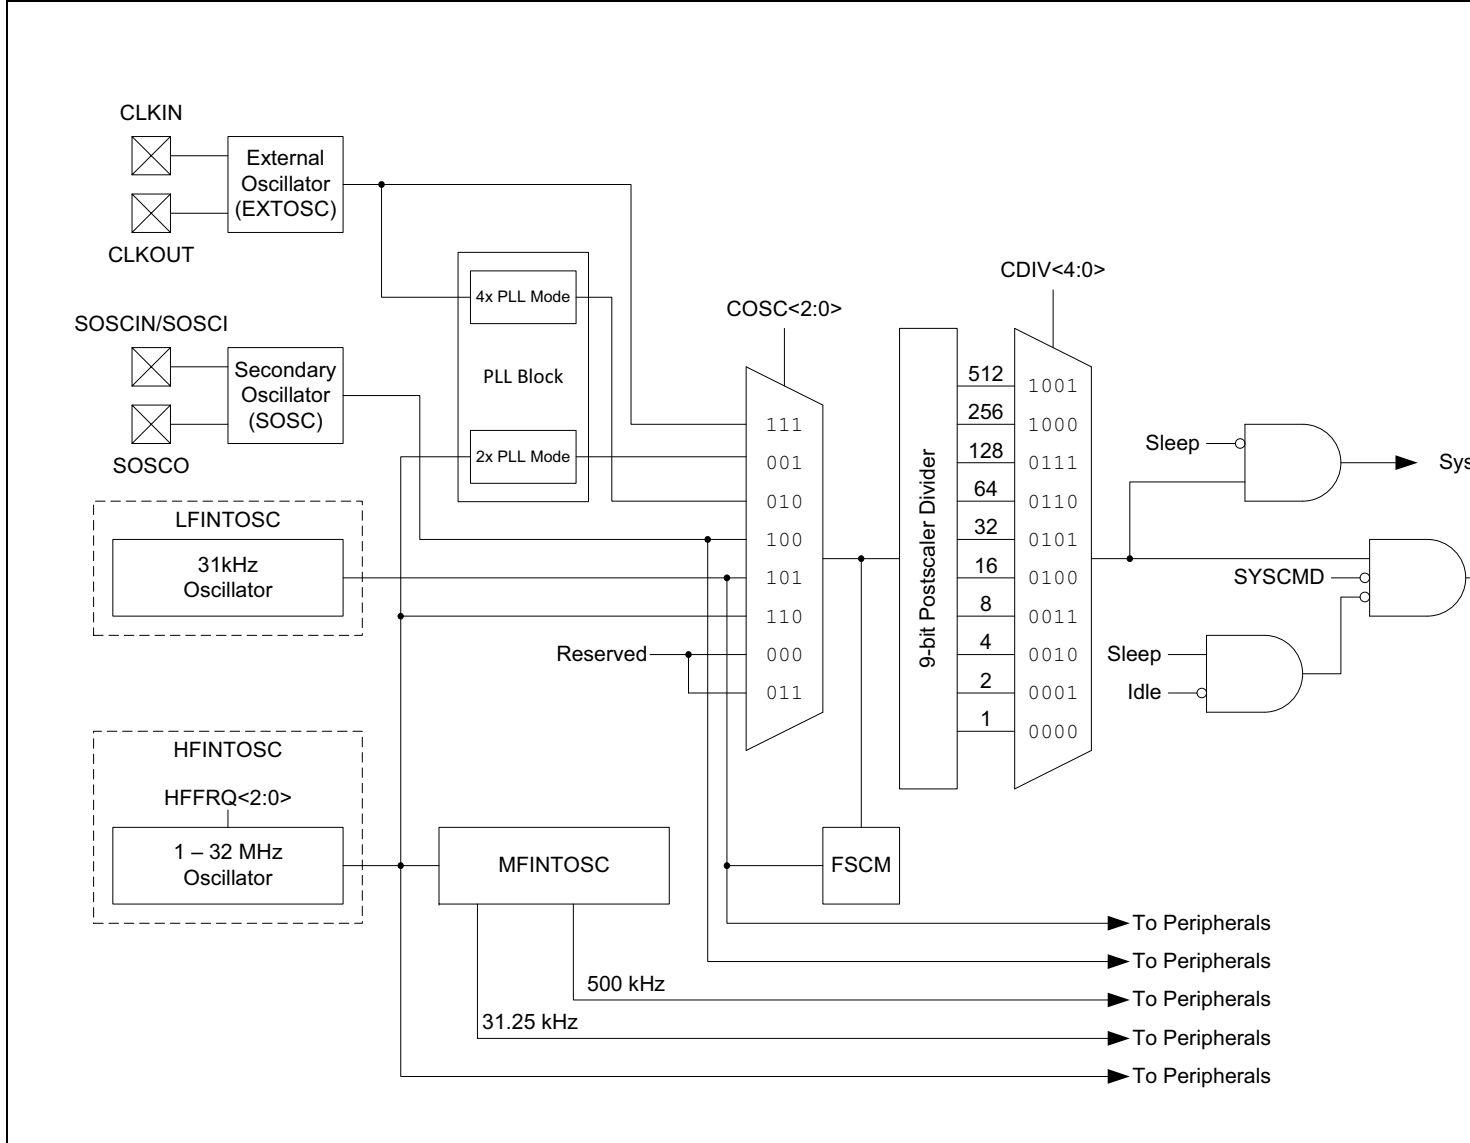 CLKIN
External
Oscillator
(EXTOSC)
CLKOUT
CDIV<4:0>
4x PLL Mode
COSC<2:0>
SOSCIN/SOSCI
Secondary
Oscillator
(SOSC)
SOSCO
PLL Block
2x PLL Mode
111
001
010
100
101
110
000
011
Reserved
9-bit Postscaler Divider
512
256
128
64
32
16
8
4
2
1
1001
1000
0111
0110
0101
0100
0011
0010
0001
0000
Sleep
Sys
SYSCMD
Sleep
Idle
LFINTOSC
31kHz
Oscillator
HFINTOSC
HFFRQ<2:0>
1 – 32 MHz
Oscillator
MFINTOSC
FSCM
To Peripherals
To Peripherals
500 kHz
To Peripherals
31.25 kHz
To Peripherals
To Peripherals